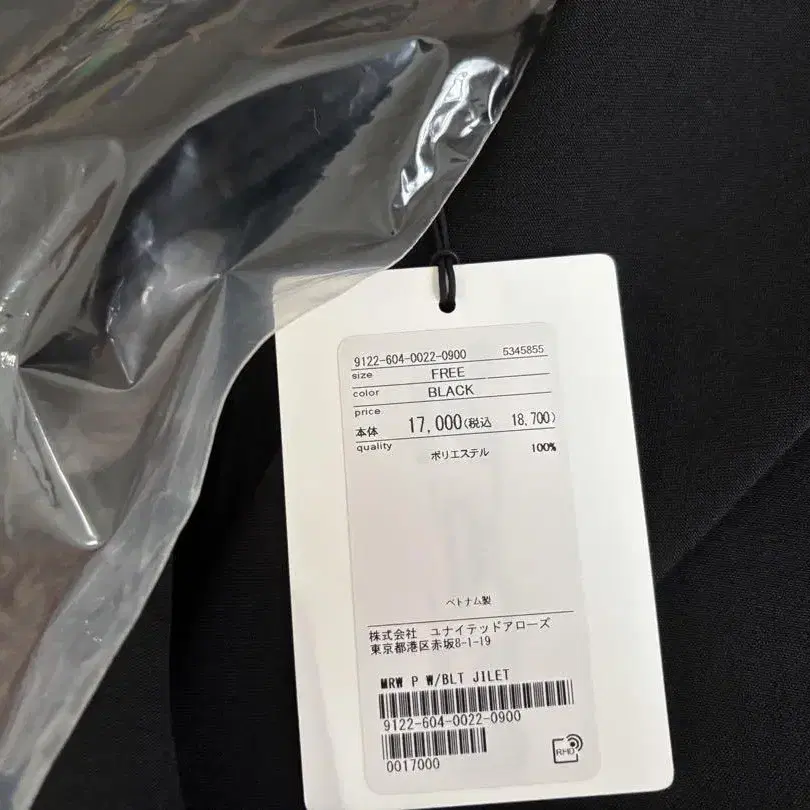 9122-604-0022-0900 5345855
size FREE
color BLACK
price
本体 17,000(税込 18,700)
quality
ポリエステル 100%
ベトナム製
株式会社 ユナイテッドアローズ
東京都港区赤坂8-1-19
MRW P W/BLT JILET
9122-604-0022-0900
0017000